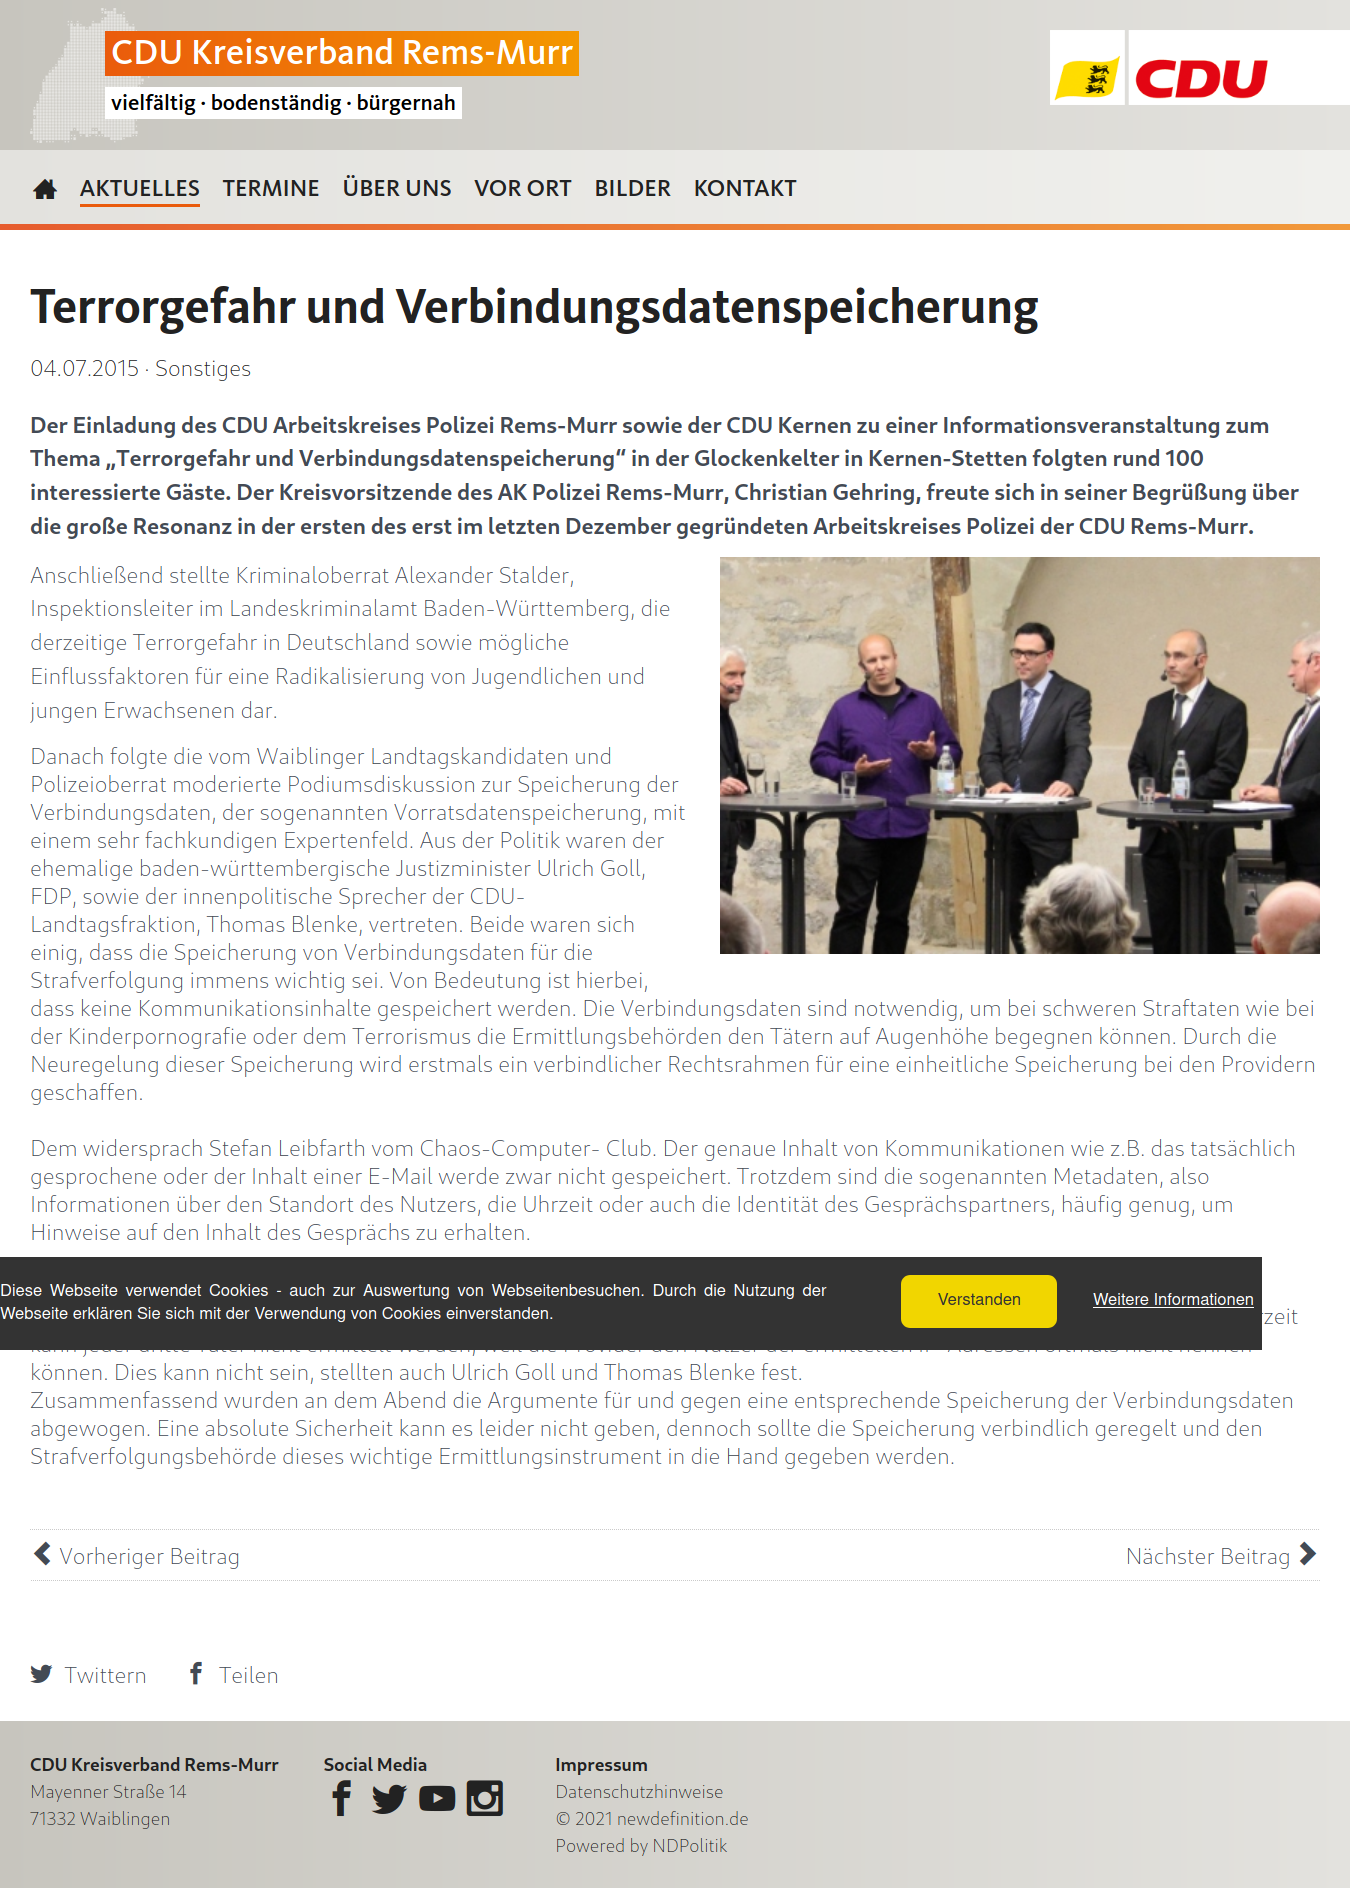 CDU Kreisverband Rems-Murr
vielfältig · bodenständig · bürgernah
CDU
AKTUELLES TERMINE ÜBER UNS VOR ORT BILDER KONTAKT
Terrorgefahr und Verbindungsdatenspeicherung
04.07.2015 · Sonstiges
Der Einladung des CDU Arbeitskreises Polizei Rems-Murr sowie der CDU Kernen zu einer Informationsveranstaltung zum
Thema „Terrorgefahr und Verbindungsdatenspeicherung“ in der Glockenkelter in Kernen-Stetten folgten rund 100
interessierte Gäste. Der Kreisvorsitzende des AK Polizei Rems-Murr, Christian Gehring, freute sich in seiner Begrüßung über
die große Resonanz in der ersten des erst im letzten Dezember gegründeten Arbeitskreises Polizei der CDU Rems-Murr.
Anschließend stellte Kriminaloberrat Alexander Stalder,
Inspektionsleiter im Landeskriminalamt Baden-Württemberg, die
derzeitige Terrorgefahr in Deutschland sowie mögliche
Einflussfaktoren für eine Radikalisierung von Jugendlichen und
jungen Erwachsenen dar.
Danach folgte die vom Waiblinger Landtagskandidaten und
Polizeioberrat moderierte Podiumsdiskussion zur Speicherung der
Verbindungsdaten, der sogenannten Vorratsdatenspeicherung, mit
einem sehr fachkundigen Expertenfeld. Aus der Politik waren der
ehemalige baden-württembergische Justizminister Ulrich Goll,
FDP, sowie der innenpolitische Sprecher der CDU-
Landtagsfraktion, Thomas Blenke, vertreten. Beide waren sich
einig, dass die Speicherung von Verbindungsdaten für die
Strafverfolgung immens wichtig sei. Von Bedeutung ist hierbei,
dass keine Kommunikationsinhalte gespeichert werden. Die Verbindungsdaten sind notwendig, um bei schweren Straftaten wie bei
der Kinderpornografie oder dem Terrorismus die Ermittlungsbehörden den Tätern auf Augenhöhe begegnen können. Durch die
Neuregelung dieser Speicherung wird erstmals ein verbindlicher Rechtsrahmen für eine einheitliche Speicherung bei den Providern
geschaffen.
Dem widersprach Stefan Leibfarth vom Chaos-Computer- Club. Der genaue Inhalt von Kommunikationen wie z.B. das tatsächlich
gesprochene oder der Inhalt einer E-Mail werde zwar nicht gespeichert. Trotzdem sind die sogenannten Metadaten, also
Informationen über den Standort des Nutzers, die Uhrzeit oder auch die Identität des Gesprächspartners, häufig genug, um
Hinweise auf den Inhalt des Gesprächs zu erhalten.
Diese Webseite verwendet Cookies - auch zur Auswertung von Webseitenbesuchen. Durch die Nutzung der
Webseite erklären Sie sich mit der Verwendung von Cookies einverstanden.
Verstanden
Weitere Informationen
können. Dies kann nicht sein, stellten auch Ulrich Goll und Thomas Blenke fest.
Zusammenfassend wurden an dem Abend die Argumente für und gegen eine entsprechende Speicherung der Verbindungsdaten
abgewogen. Eine absolute Sicherheit kann es leider nicht geben, dennoch sollte die Speicherung verbindlich geregelt und den
Strafverfolgungsbehörde dieses wichtige Ermittlungsinstrument in die Hand gegeben werden.
Vorheriger Beitrag
Nächster Beitrag
Twittern Teilen
CDU Kreisverband Rems-Murr
Mayenner Straße 14
71332 Waiblingen
Social Media
Impressum
Datenschutzhinweise
© 2021 newdefinition.de
Powered by NDPolitik